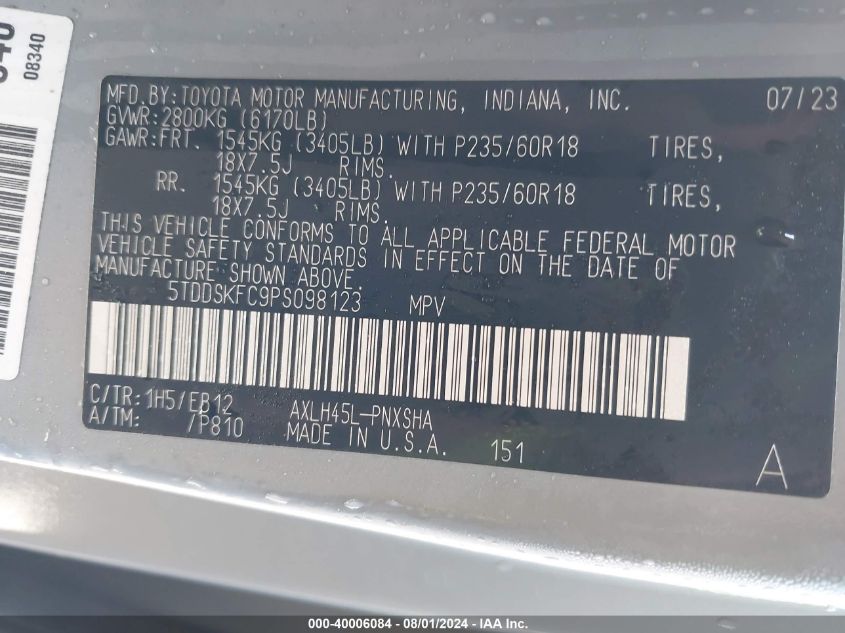 08340
MFD.BY:TOYOTA MOTOR MANUFACTURING, INDIANA, INC. 07/23
GVWR:2800KG (6170LB)
GAWR:FRT. 1545KG (3405LB) WITH P235/60R18 TIRES,
18X7.5J RIMS.
RR. 1545KG (3405LB) WITH P235/60R18 TIRES,
18X7.5J RIMS.
THIS VEHICLE CONFORMS TO ALL APPLICABLE FEDERAL MOTOR
VEHICLE SAFETY STANDARDS IN EFFECT ON THE DATE OF
MANUFACTURE SHOWN ABOVE.
5TDDSKFC9PS098123 MPV
C/TR:1H5/EB12 AXLH45L-PNXSHA
A/TM: /P810 MADE IN U.S.A. 151 A
000-40006084 - 08/01/2024 - IAA Inc.